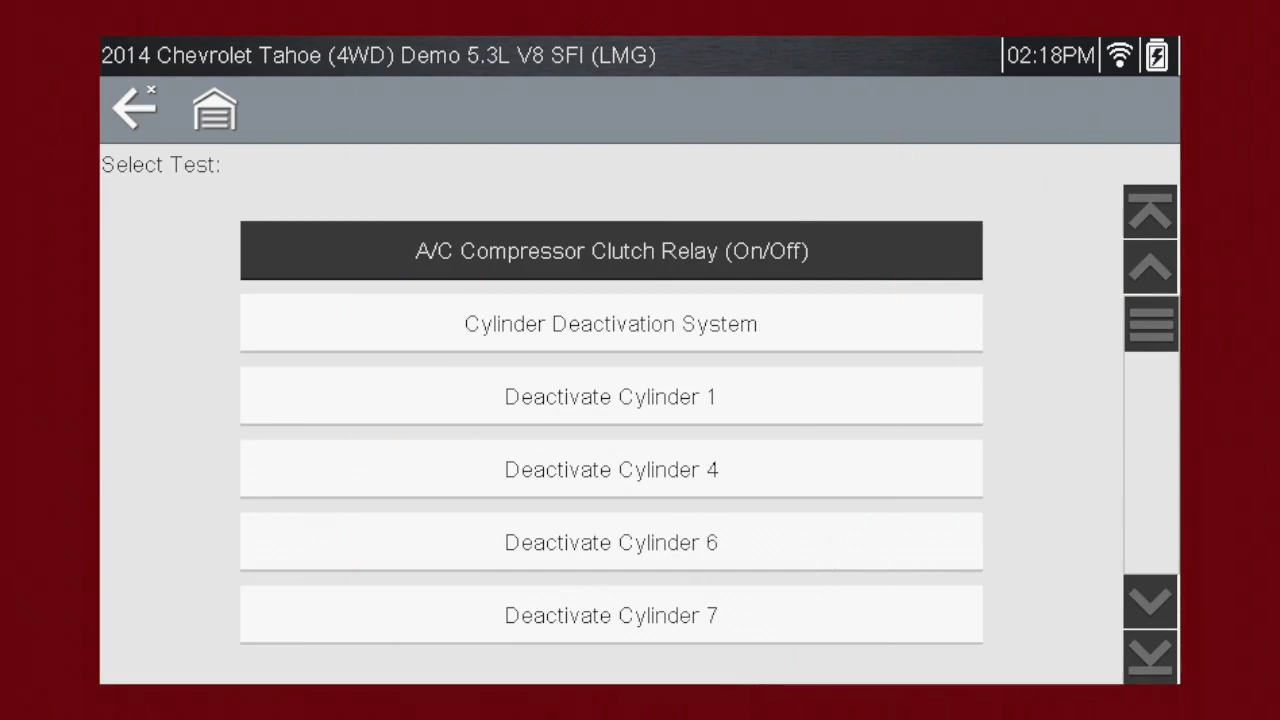 2014 Chevrolet Tahoe (4WD) Demo 5.3L V8 SFI (LMG)
02:18PM
Select Test:
A/C Compressor Clutch Relay (On/Off)
Cylinder Deactivation System
Deactivate Cylinder 1
Deactivate Cylinder 4
Deactivate Cylinder 6
Deactivate Cylinder 7